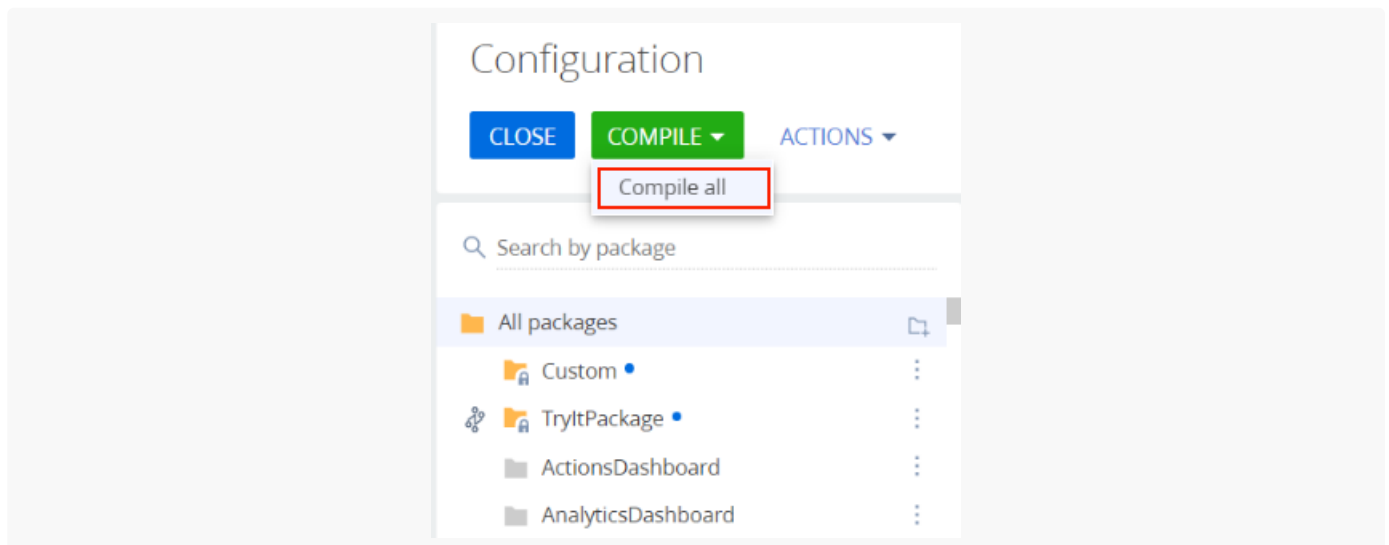 Configuration
CLOSE COMPILE ACTIONS
Compile all
Search by package
All packages
Custom
TryItPackage
ActionsDashboard
AnalyticsDashboard